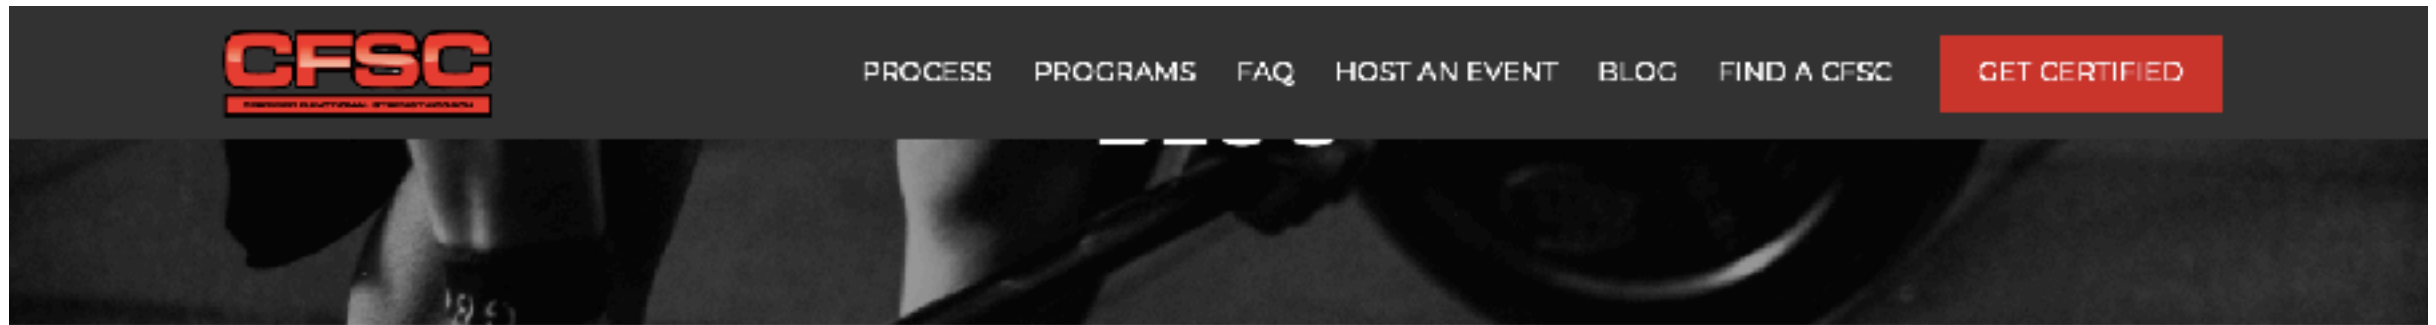 CFSC
PROCESS PROGRAMS FAQ HOST AN EVENT BLOG FIND A CFSC GET CERTIFIED